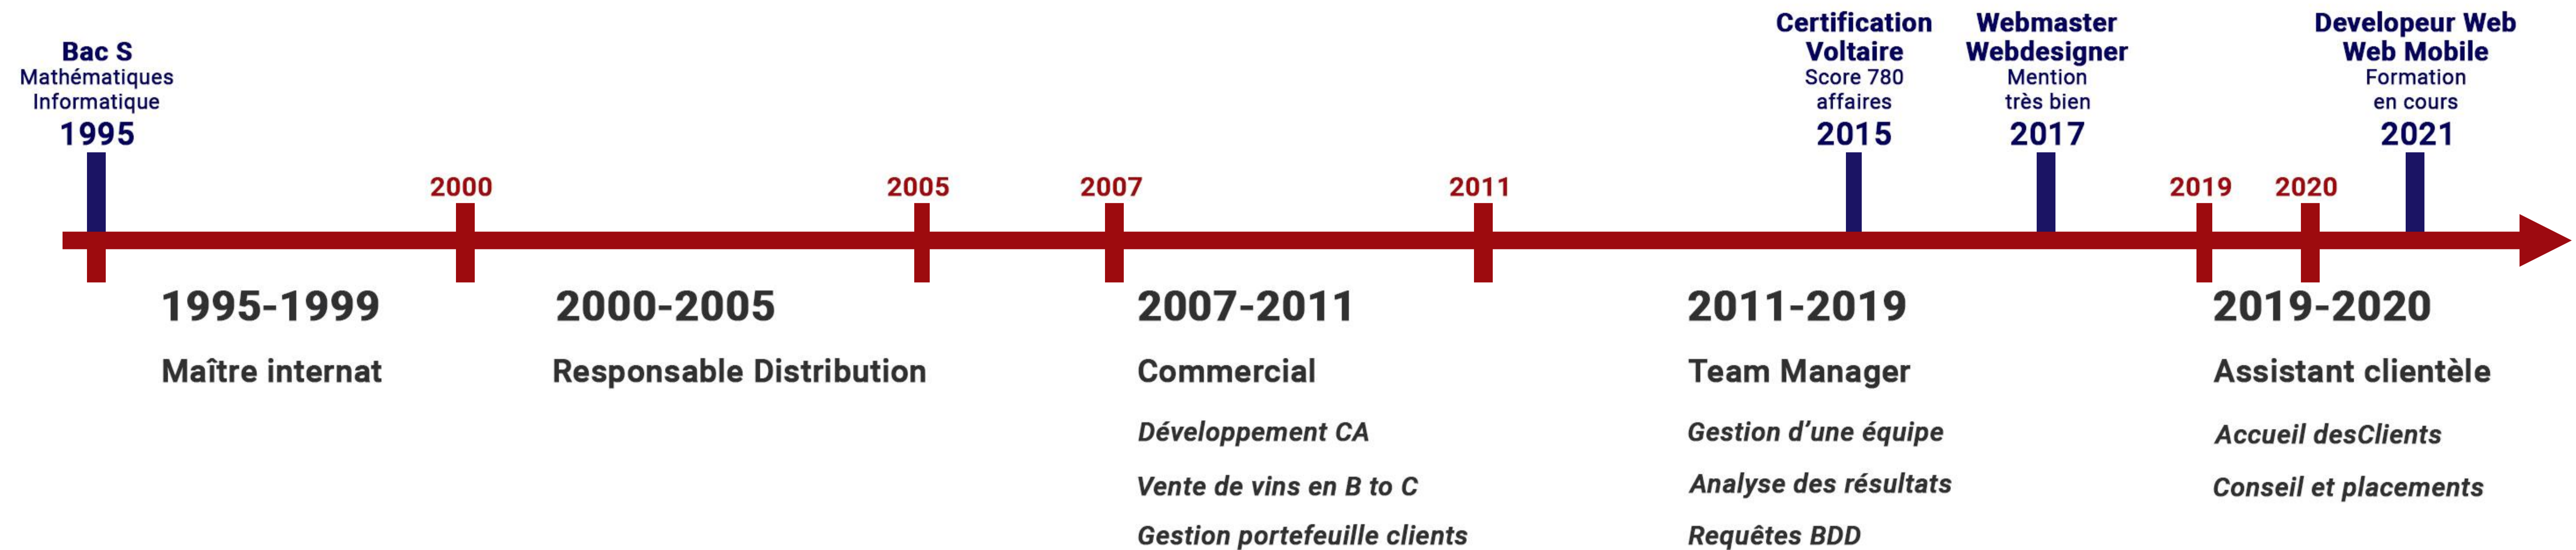 Bac S
Mathématiques
Informatique
1995
2000
2005
2007
2011
Certification
Voltaire
Score 780
affaires
2015
Webmaster
Webdesigner
Mention
très bien
2017
2019
2020
Developeur Web
Web Mobile
Formation
en cours
2021
1995-1999
Maître internat
2000-2005
Responsable Distribution
2007-2011
Commercial
Développement CA
Vente de vins en B to C
Gestion portefeuille clients
2011-2019
Team Manager
Gestion d’une équipe
Analyse des résultats
Requêtes BDD
2019-2020
Assistant clientèle
Accueil desClients
Conseil et placements